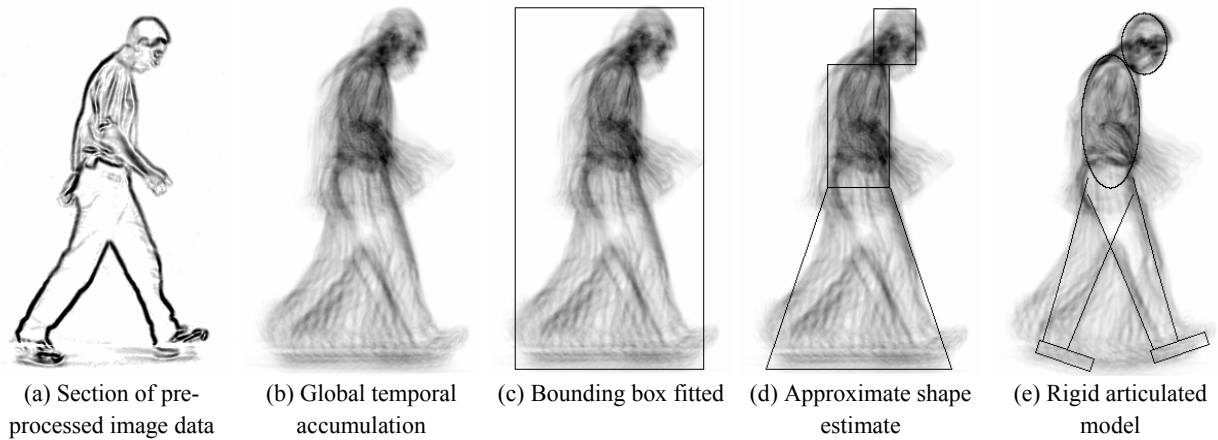 (a) Section of pre-
processed image data
(b) Global temporal
accumulation
(c) Bounding box fitted
(d) Approximate shape
estimate
(e) Rigid articulated
model